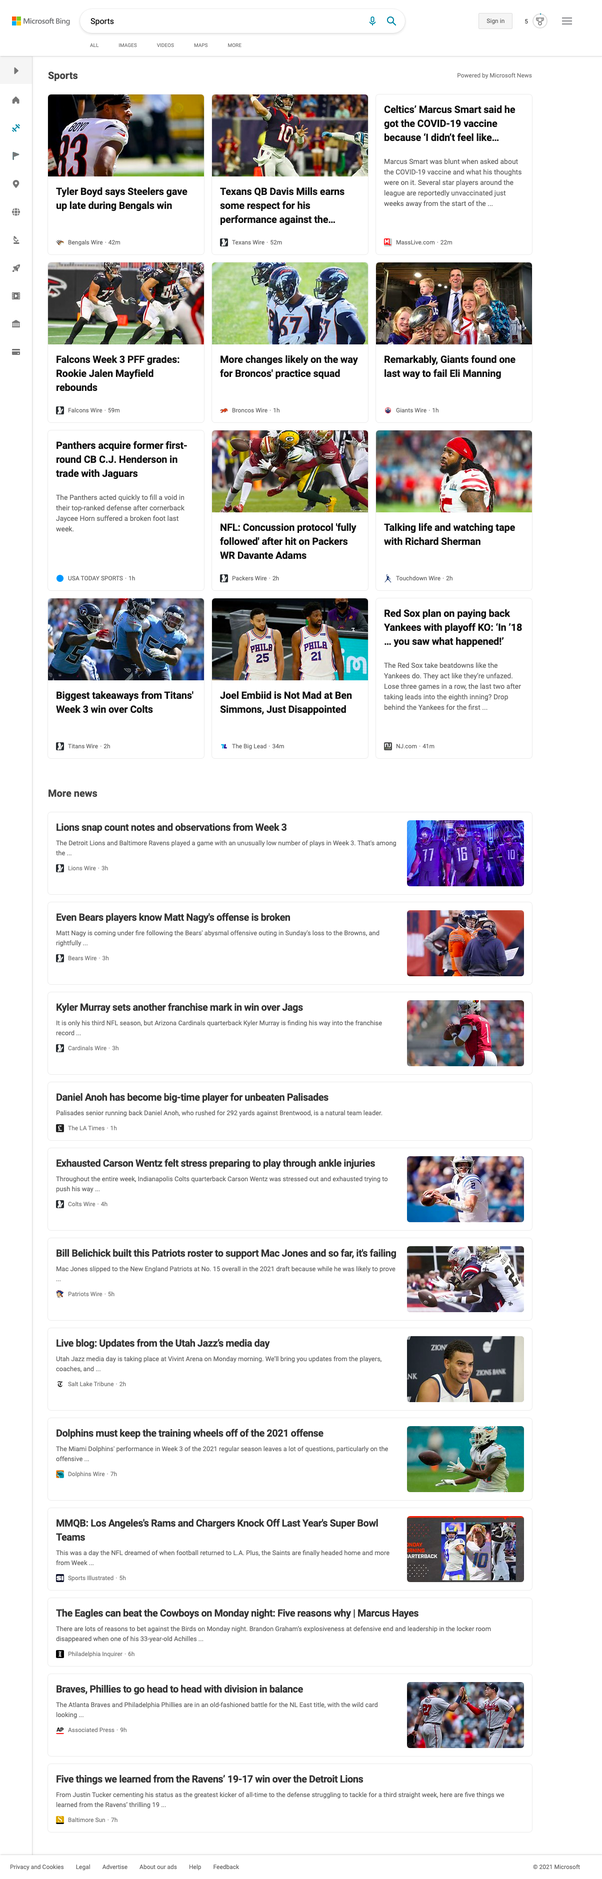 Microsoft Bing
Sports
Sign in
5
ALL
IMAGES
VIDEOS
MAPS
MORE
Sports
Powered by Microsoft News
BOYD
83
Tyler Boyd says Steelers gave
up late during Bengals win
Bengals Wire · 42m
10
Texans QB Davis Mills earns
some respect for his
performance against the...
Texans Wire · 52m
Celtics' Marcus Smart said he
got the COVID-19 vaccine
because 'I didn't feel like...
Marcus Smart was blunt when asked about
the COVID-19 vaccine and what his thoughts
were on it. Several star players around the
league are reportedly unvaccinated just
weeks away from the start of the ...
MassLive.com · 22m
77
Falcons Week 3 PFF grades:
Rookie Jalen Mayfield
rebounds
Falcons Wire · 59m
67
More changes likely on the way
for Broncos' practice squad
Broncos Wire · 1h
Remarkably, Giants found one
last way to fail Eli Manning
Giants Wire · 1h
Panthers acquire former first-
round CB C.J. Henderson in
trade with Jaguars
The Panthers acted quickly to fill a void in
their top-ranked defense after cornerback
Jaycee Horn suffered a broken foot last
week.
USA TODAY SPORTS · 1h
NFL: Concussion protocol 'fully
followed' after hit on Packers
WR Davante Adams
Packers Wire · 2h
Talking life and watching tape
with Richard Sherman
Touchdown Wire · 2h
Biggest takeaways from Titans'
Week 3 win over Colts
Titans Wire · 2h
PHILA
25
PHILA
21
Joel Embiid is Not Mad at Ben
Simmons, Just Disappointed
The Big Lead · 34m
Red Sox plan on paying back
Yankees with playoff KO: 'In '18
... you saw what happened!'
The Red Sox take beatdowns like the
Yankees do. They act like they're unfazed.
Lose three games in a row, the last two after
taking leads into the eighth inning? Drop
behind the Yankees for the first ...
NJ.com · 41m
More news
Lions snap count notes and observations from Week 3
The Detroit Lions and Baltimore Ravens played a game with an unusually low number of plays in Week 3. That's among
the ...
Lions Wire · 3h
77
16
10
Even Bears players know Matt Nagy's offense is broken
Matt Nagy is coming under fire following the Bears' abysmal offensive outing in Sunday's loss to the Browns, and
rightfully ...
Bears Wire · 3h
Kyler Murray sets another franchise mark in win over Jags
It is only his third NFL season, but Arizona Cardinals quarterback Kyler Murray is finding his way into the franchise
record ...
Cardinals Wire · 3h
Daniel Anoh has become big-time player for unbeaten Palisades
Palisades senior running back Daniel Anoh, who rushed for 292 yards against Brentwood, is a natural team leader.
The LA Times · 1h
Exhausted Carson Wentz felt stress preparing to play through ankle injuries
Throughout the entire week, Indianapolis Colts quarterback Carson Wentz was stressed out and exhausted trying to
push his way ...
Colts Wire · 4h
2
Bill Belichick built this Patriots roster to support Mac Jones and so far, it's failing
Mac Jones slipped to the New England Patriots at No. 15 overall in the 2021 draft because while he was likely to prove
...
Patriots Wire · 5h
Live blog: Updates from the Utah Jazz's media day
Utah Jazz media day is taking place at Vivint Arena on Monday morning. We'll bring you updates from the players,
coaches, and ...
Salt Lake Tribune · 2h
ZIONS BANK
Dolphins must keep the training wheels off of the 2021 offense
The Miami Dolphins' performance in Week 3 of the 2021 regular season leaves a lot of questions, particularly on the
offensive ...
Dolphins Wire · 7h
MMQB: Los Angeles's Rams and Chargers Knock Off Last Year's Super Bowl
Teams
This was a day the NFL dreamed of when football returned to L.A. Plus, the Saints are finally headed home and more
from Week ...
Sports Illustrated · 5h
10
The Eagles can beat the Cowboys on Monday night: Five reasons why | Marcus Hayes
There are lots of reasons to bet against the Birds on Monday night. Brandon Graham's explosiveness at defensive end and leadership in the locker room
disappeared when one of his 33-year-old Achilles ...
Philadelphia Inquirer · 6h
Braves, Phillies to go head to head with division in balance
The Atlanta Braves and Philadelphia Phillies are in an old-fashioned battle for the NL East title, with the wild card
looking ...
AP
Associated Press · 9h
27
Five things we learned from the Ravens' 19-17 win over the Detroit Lions
From Justin Tucker cementing his status as the greatest kicker of all-time to the defense struggling to tackle for a third straight week, here are five things we
learned from the Ravens' thrilling 19 ...
Baltimore Sun · 7h
Privacy and Cookies
Legal
Advertise
About our ads
Help
Feedback
© 2021 Microsoft